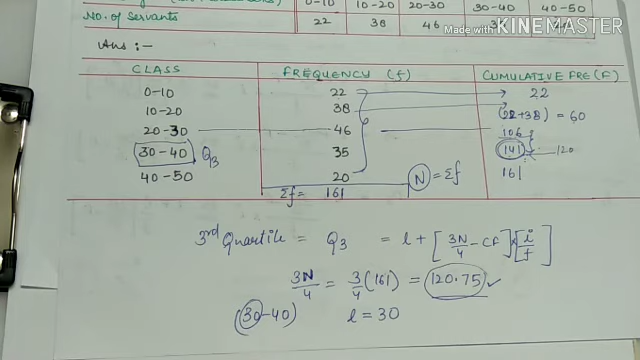 0-10 10-20 20-30 30-40 40-50
No. of Servants 22 38 46
Made with KINEMASTER
Ans :-
CLASS FREQUENCY (f) CUMULATIVE FRE (F)
0-10 22 22
10-20 38 (22+38) = 60
20-30 46 106
30-40 Q3 35 141 120
40-50 20 N = Σf 161
Σf = 161
3rd Quartile = Q3 = l + [3N/4 - CF] × [i/f]
3N/4 = 3/4 (161) = 120.75 ✓
(30-40) l = 30